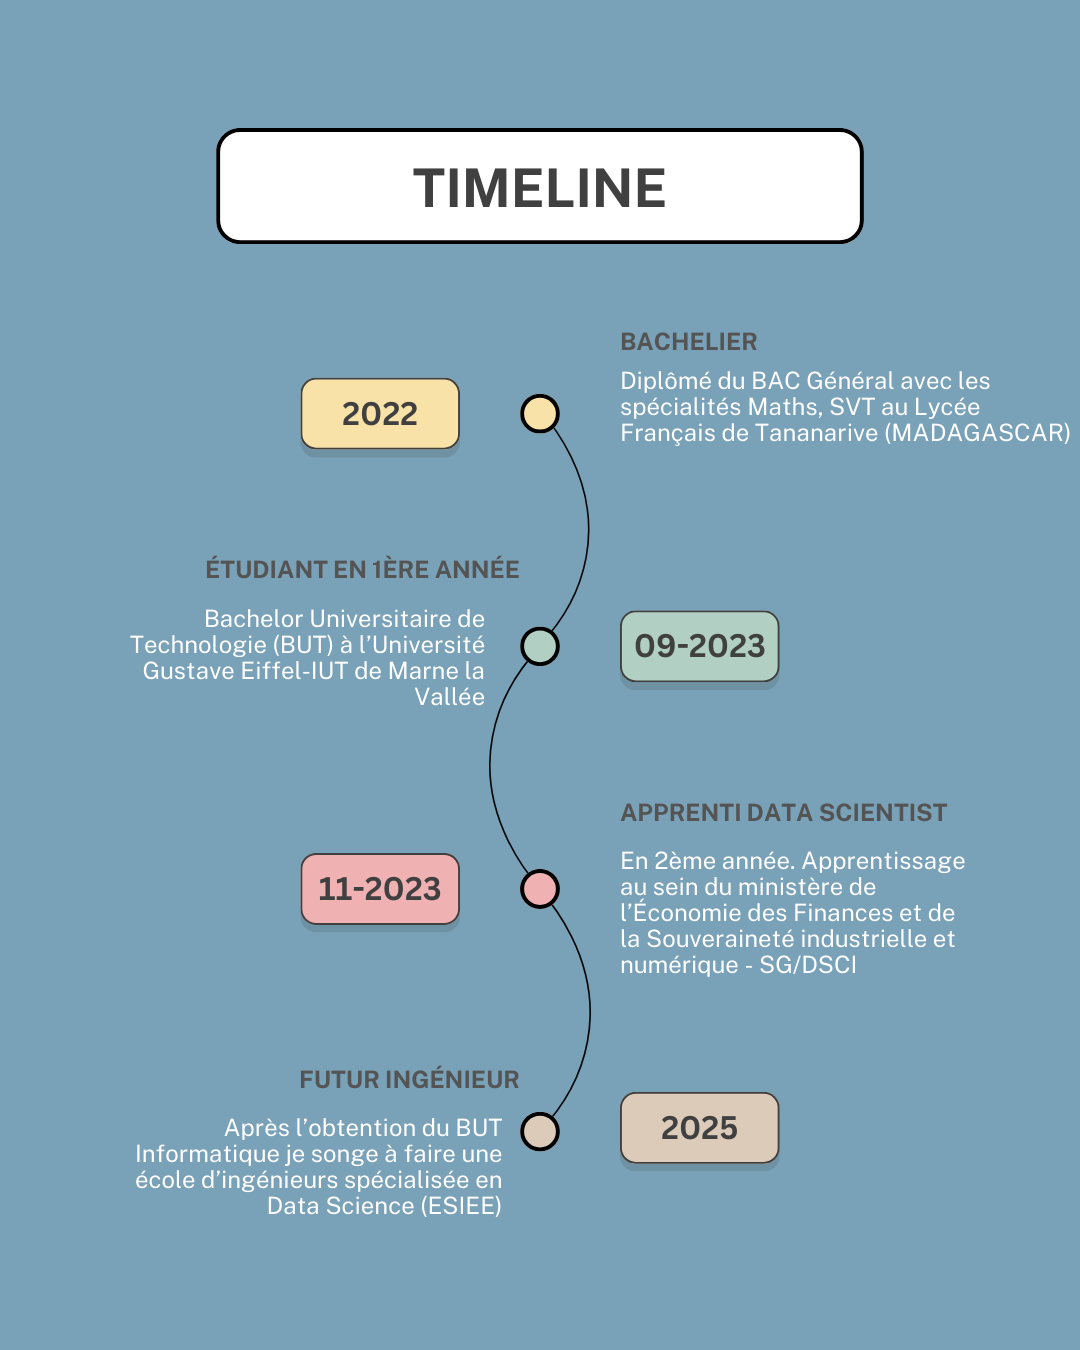 TIMELINE
2022
BACHELIER
Diplômé du BAC Général avec les
spécialités Maths, SVT au Lycée
Français de Tananarive (MADAGASCAR)
ÉTUDIANT EN 1ÈRE ANNÉE
Bachelor Universitaire de
Technologie (BUT) à l’Université
Gustave Eiffel-IUT de Marne la
Vallée
09-2023
11-2023
APPRENTI DATA SCIENTIST
En 2ème année. Apprentissage
au sein du ministère de
l’Économie des Finances et de
la Souveraineté industrielle et
numérique - SG/DSCI
FUTUR INGÉNIEUR
Après l’obtention du BUT
Informatique je songe à faire une
école d’ingénieurs spécialisée en
Data Science (ESIEE)
2025